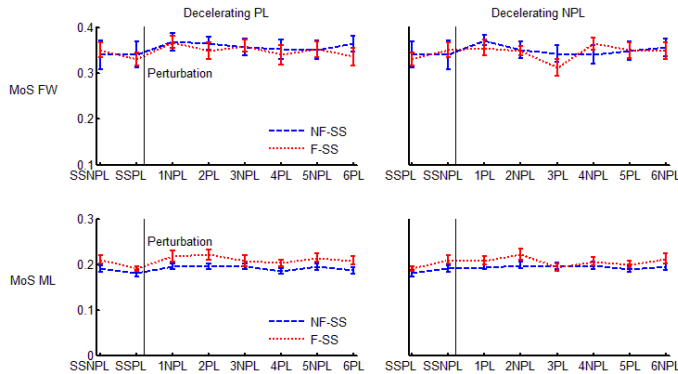 Decelerating PL
Decelerating NPL
0.4
0.3
0.2
0.1
MoS FW
Perturbation
NF-SS
F-SS
SSNPL SSPL 1NPL 2PL 3NPL 4PL 5NPL 6PL
SSPL SSNPL 1PL 2NPL 3PL 4NPL 5PL 6NPL
0.3
0.2
0.1
0
MoS ML
Perturbation
NF-SS
F-SS
SSNPL SSPL 1NPL 2PL 3NPL 4PL 5NPL 6PL
SSPL SSNPL 1PL 2NPL 3PL 4NPL 5PL 6NPL